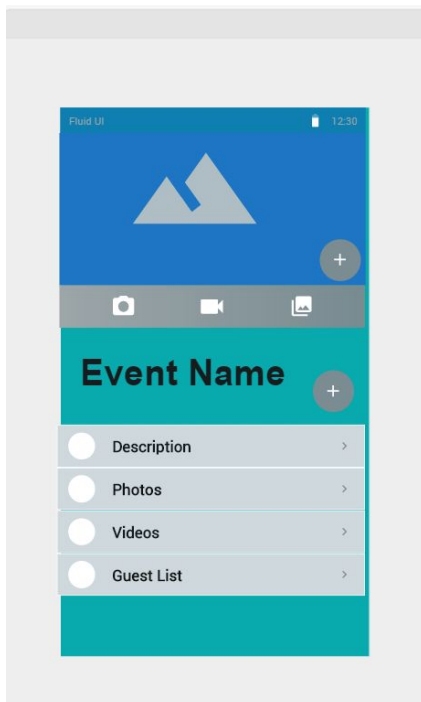 Fluid UI 12:30
+
Event Name
+
Description >
Photos >
Videos >
Guest List >